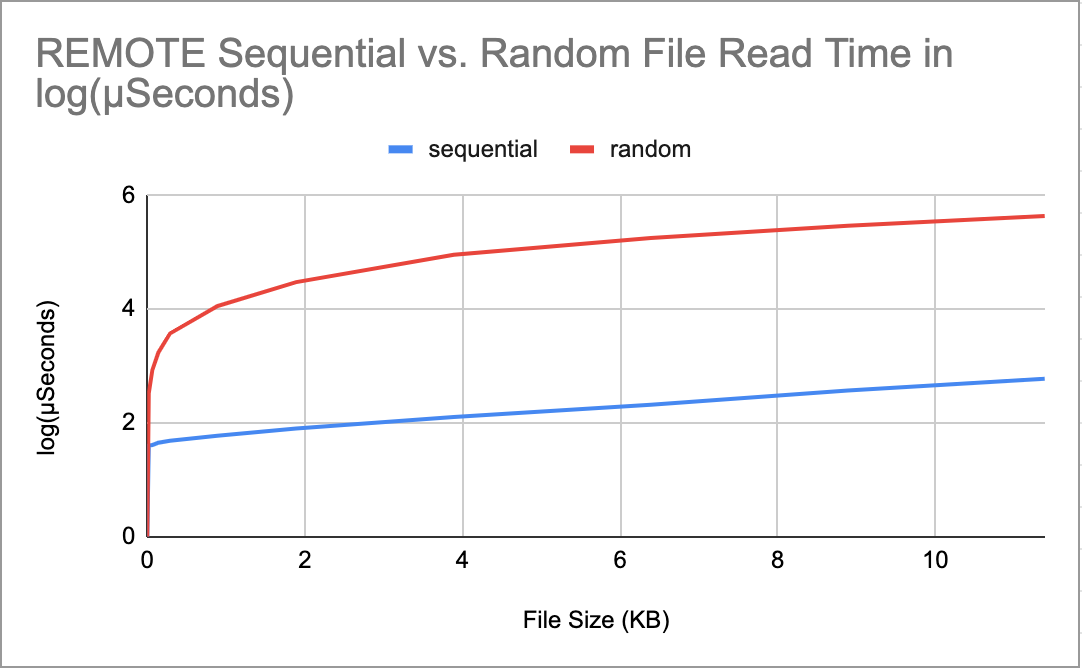 REMOTE Sequential vs. Random File Read Time in
log(μSeconds)
sequential random
6
4
2
0
log(μSeconds)
0 2 4 6 8 10
File Size (KB)